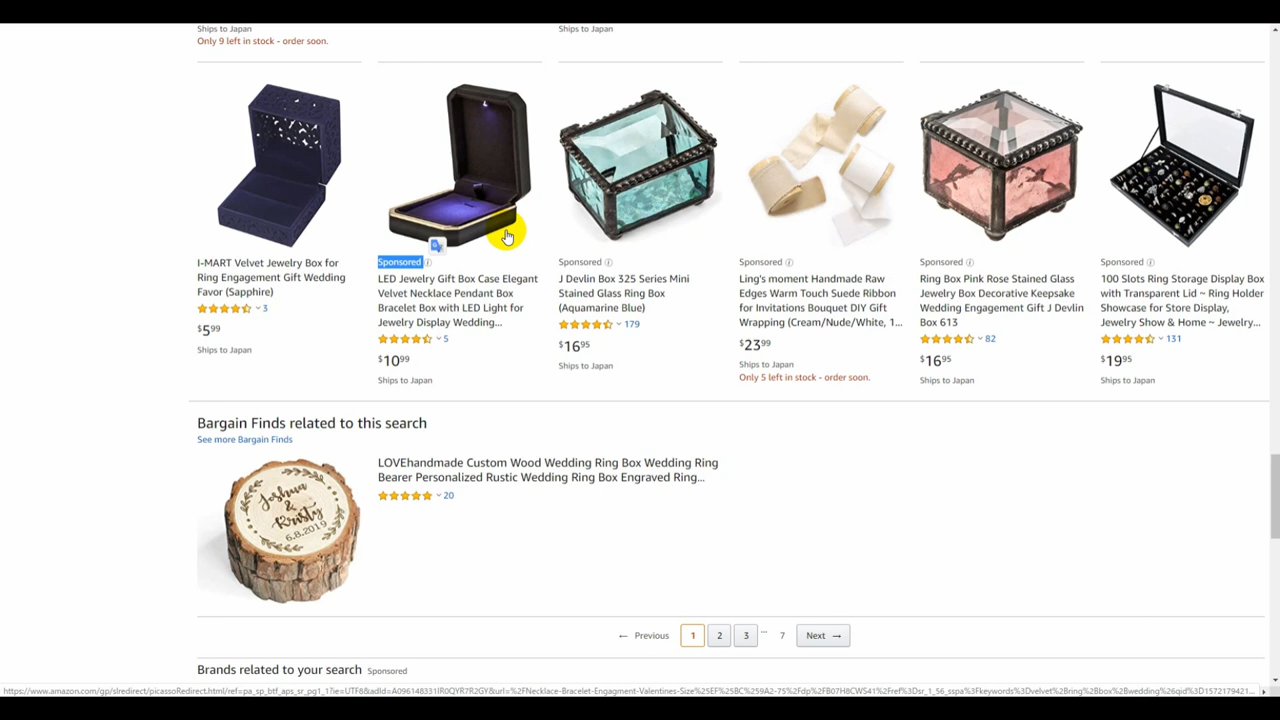 Ships to Japan
Only 9 left in stock - order soon.
Ships to Japan
I-MART Velvet Jewelry Box for
Ring Engagement Gift Wedding
Favor (Sapphire)
3
$5.99
Ships to Japan
Sponsored
LED Jewelry Gift Box Case Elegant
Velvet Necklace Pendant Box
Bracelet Box with LED Light for
Jewelry Display Wedding...
5
$10.99
Ships to Japan
Sponsored
J Devlin Box 325 Series Mini
Stained Glass Ring Box
(Aquamarine Blue)
179
$16.95
Ships to Japan
Sponsored
Ling's moment Handmade Raw
Edges Warm Touch Suede Ribbon
for Invitations Bouquet DIY Gift
Wrapping (Cream/Nude/White, 1...
$23.99
Ships to Japan
Only 5 left in stock - order soon.
Sponsored
Ring Box Pink Rose Stained Glass
Jewelry Box Decorative Keepsake
Wedding Engagement Gift J Devlin
Box 613
82
$16.95
Ships to Japan
Sponsored
100 Slots Ring Storage Display Box
with Transparent Lid ~ Ring Holder
Showcase for Store Display,
Jewelry Show & Home ~ Jewelry...
131
$19.95
Ships to Japan
Bargain Finds related to this search
See more Bargain Finds
Joshua
&
Kristy
6.8.2019
LOVEhandmade Custom Wood Wedding Ring Box Wedding Ring
Bearer Personalized Rustic Wedding Ring Box Engraved Ring...
20
← Previous 1 2 3 ... 7 Next →
Brands related to your search Sponsored